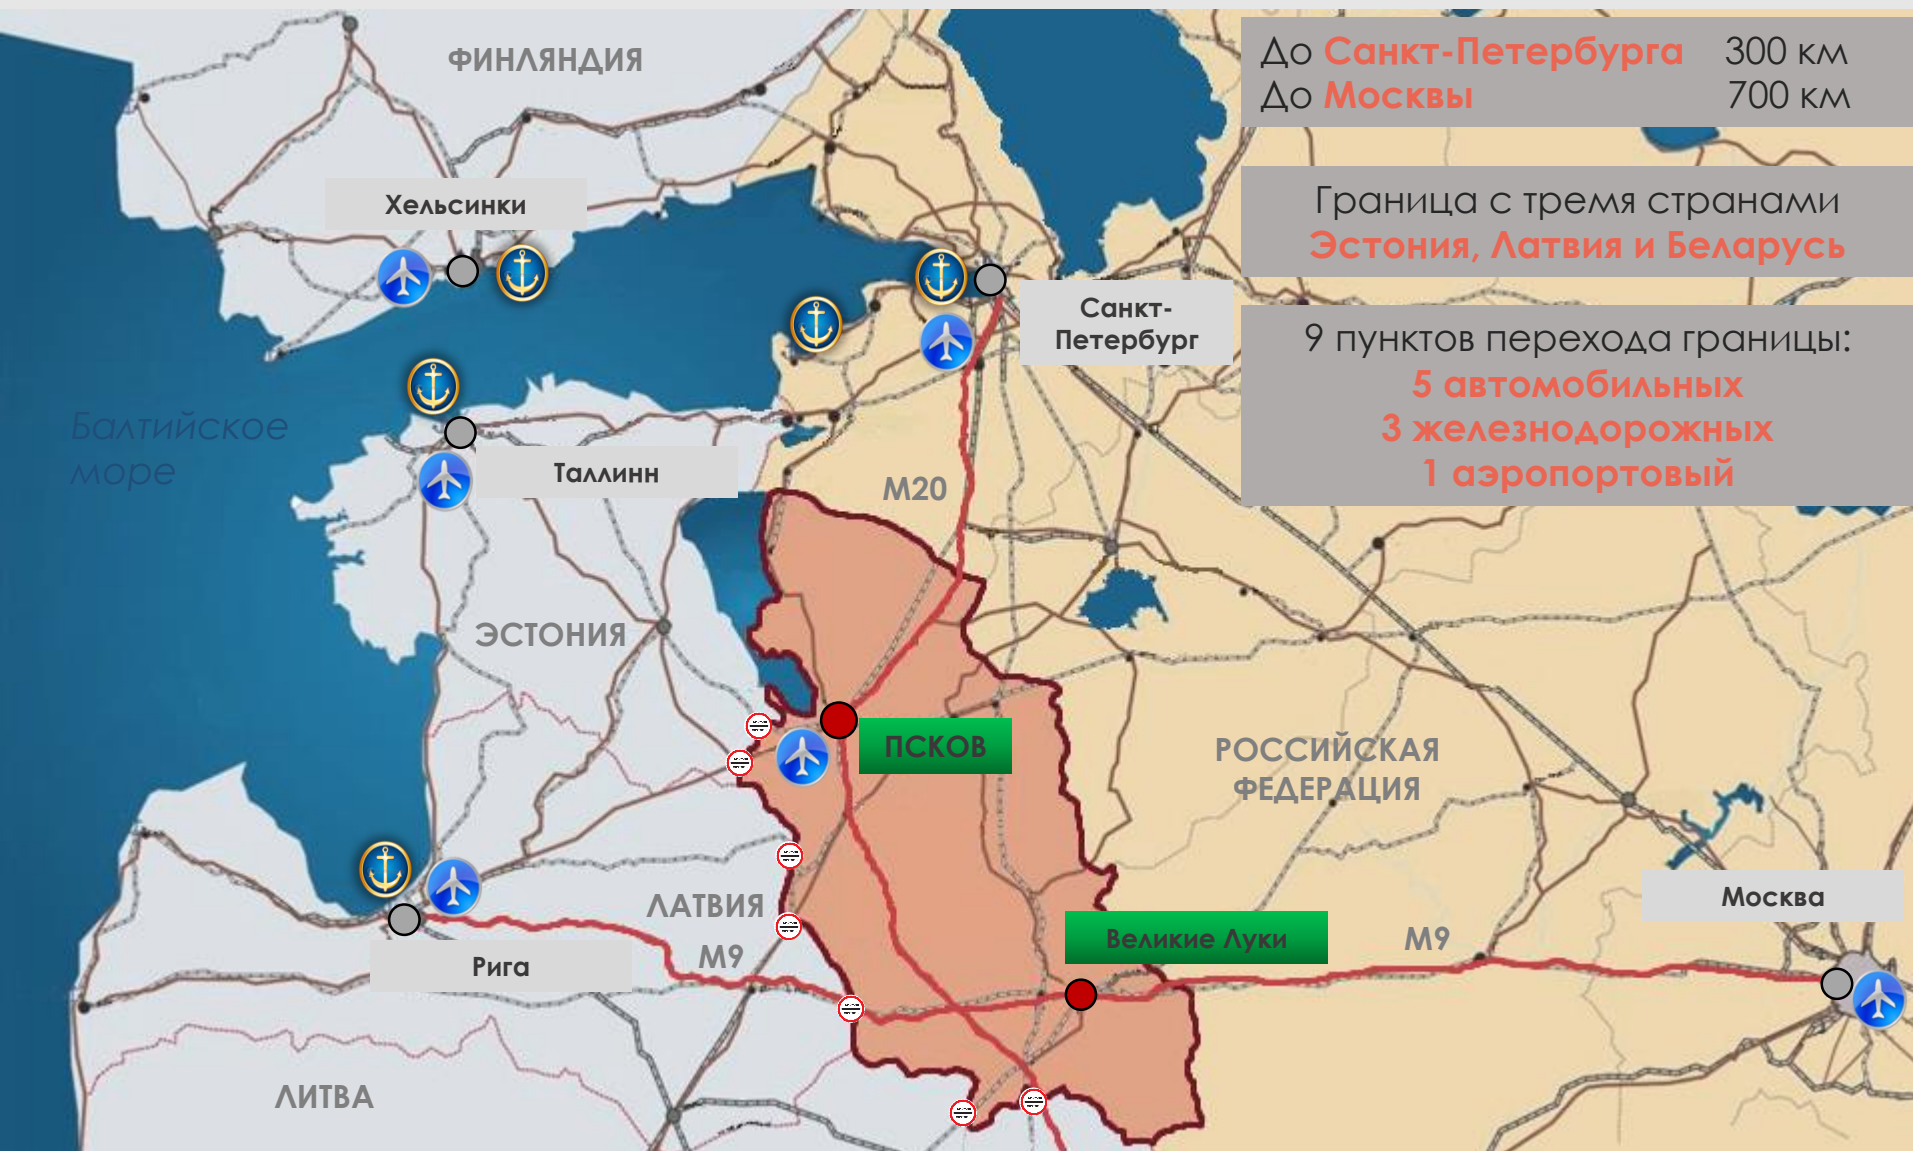 ФИНЛЯНДИЯ
До Санкт-Петербурга 300 км
До Москвы 700 км
Хельсинки
Граница с тремя странами
Эстония, Латвия и Беларусь
Санкт-
Петербург
9 пунктов перехода границы:
5 автомобильных
3 железнодорожных
1 аэропортовый
Балтийское
море
Таллинн
М20
ЭСТОНИЯ
ПСКОВ
РОССИЙСКАЯ
ФЕДЕРАЦИЯ
ЛАТВИЯ
М9
Москва
Великие Луки
М9
Рига
ЛИТВА